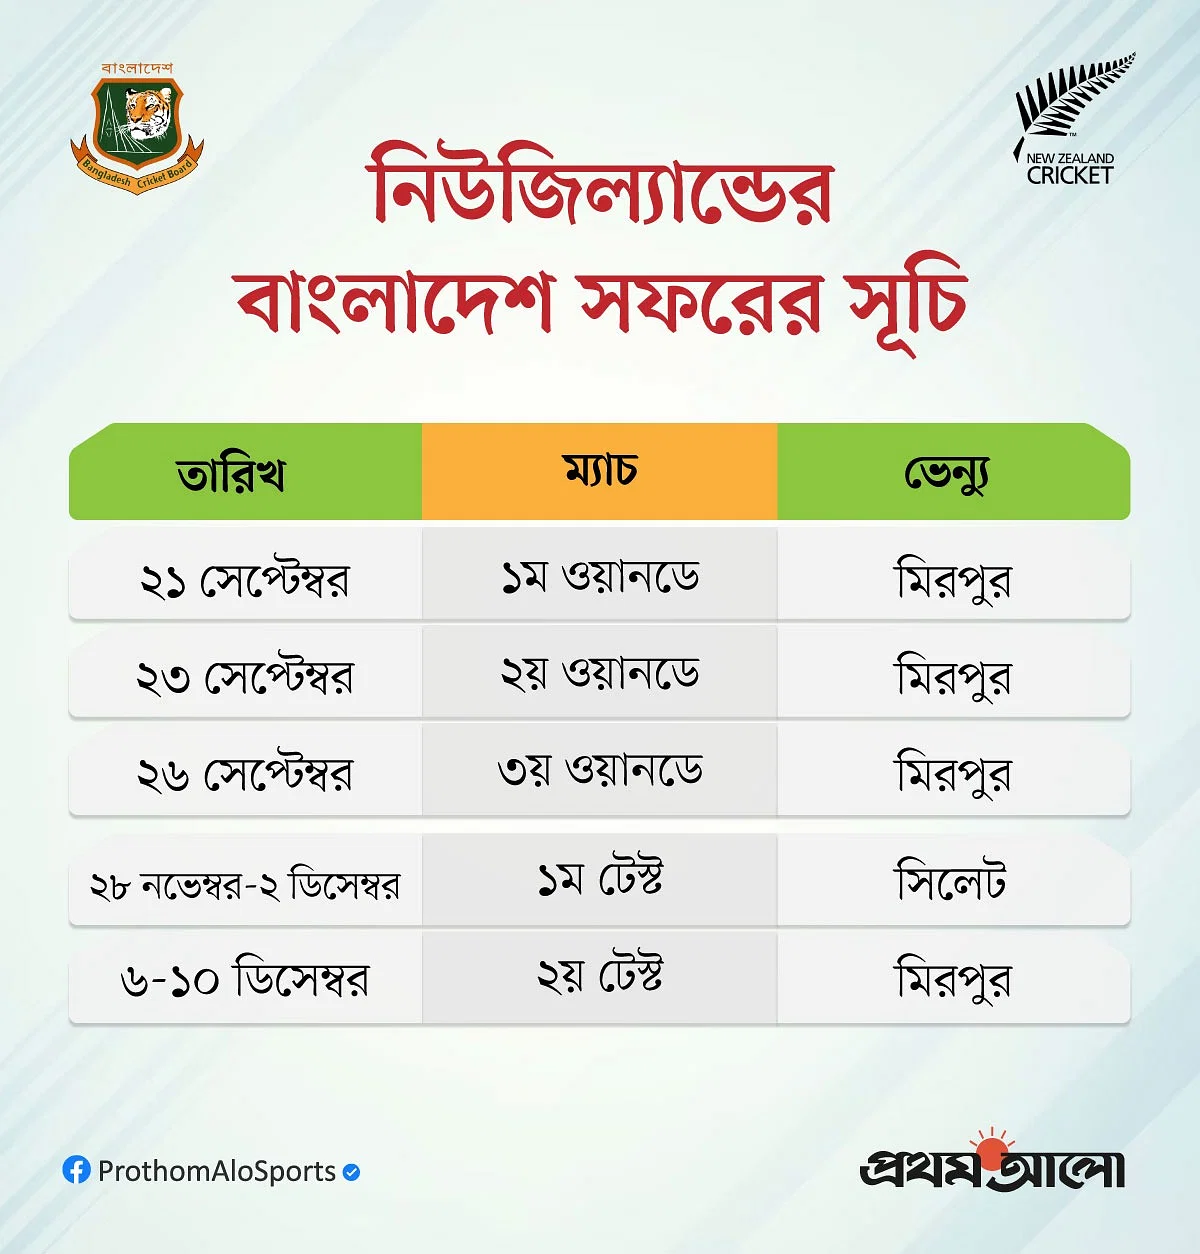 বাংলাদেশ
Bangladesh Cricket Board
NEW ZEALAND
CRICKET
TM
নিউজিল্যান্ডের
বাংলাদেশ সফরের সূচি
তারিখ ম্যাচ ভেন্যু
২১ সেপ্টেম্বর ১ম ওয়ানডে মিরপুর
২৩ সেপ্টেম্বর ২য় ওয়ানডে মিরপুর
২৬ সেপ্টেম্বর ৩য় ওয়ানডে মিরপুর
২৮ নভেম্বর-২ ডিসেম্বর ১ম টেস্ট সিলেট
৬-১০ ডিসেম্বর ২য় টেস্ট মিরপুর
ProthomAloSports
প্রথম আলো